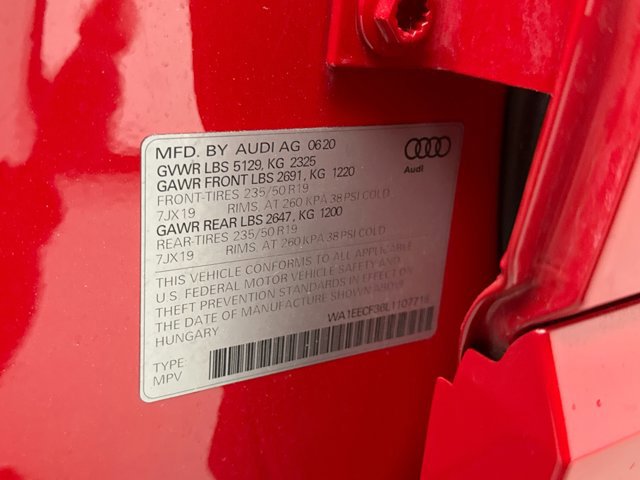 MFD. BY AUDI AG 06/20
GVWR LBS 5129, KG 2325
GAWR FRONT LBS 2691, KG 1220
FRONT-TIRES 235/50 R19
7JX19 RIMS, AT 260 KPA 38 PSI COLD
GAWR REAR LBS 2647, KG 1200
REAR-TIRES 235/50 R19
7JX19 RIMS, AT 260 KPA 38 PSI COLD
THIS VEHICLE CONFORMS TO ALL APPLICABLE
U.S. FEDERAL MOTOR VEHICLE SAFETY AND
THEFT PREVENTION STANDARDS IN EFFECT ON
THE DATE OF MANUFACTURE SHOWN ABOVE
HUNGARY
TYPE:
MPV
Audi